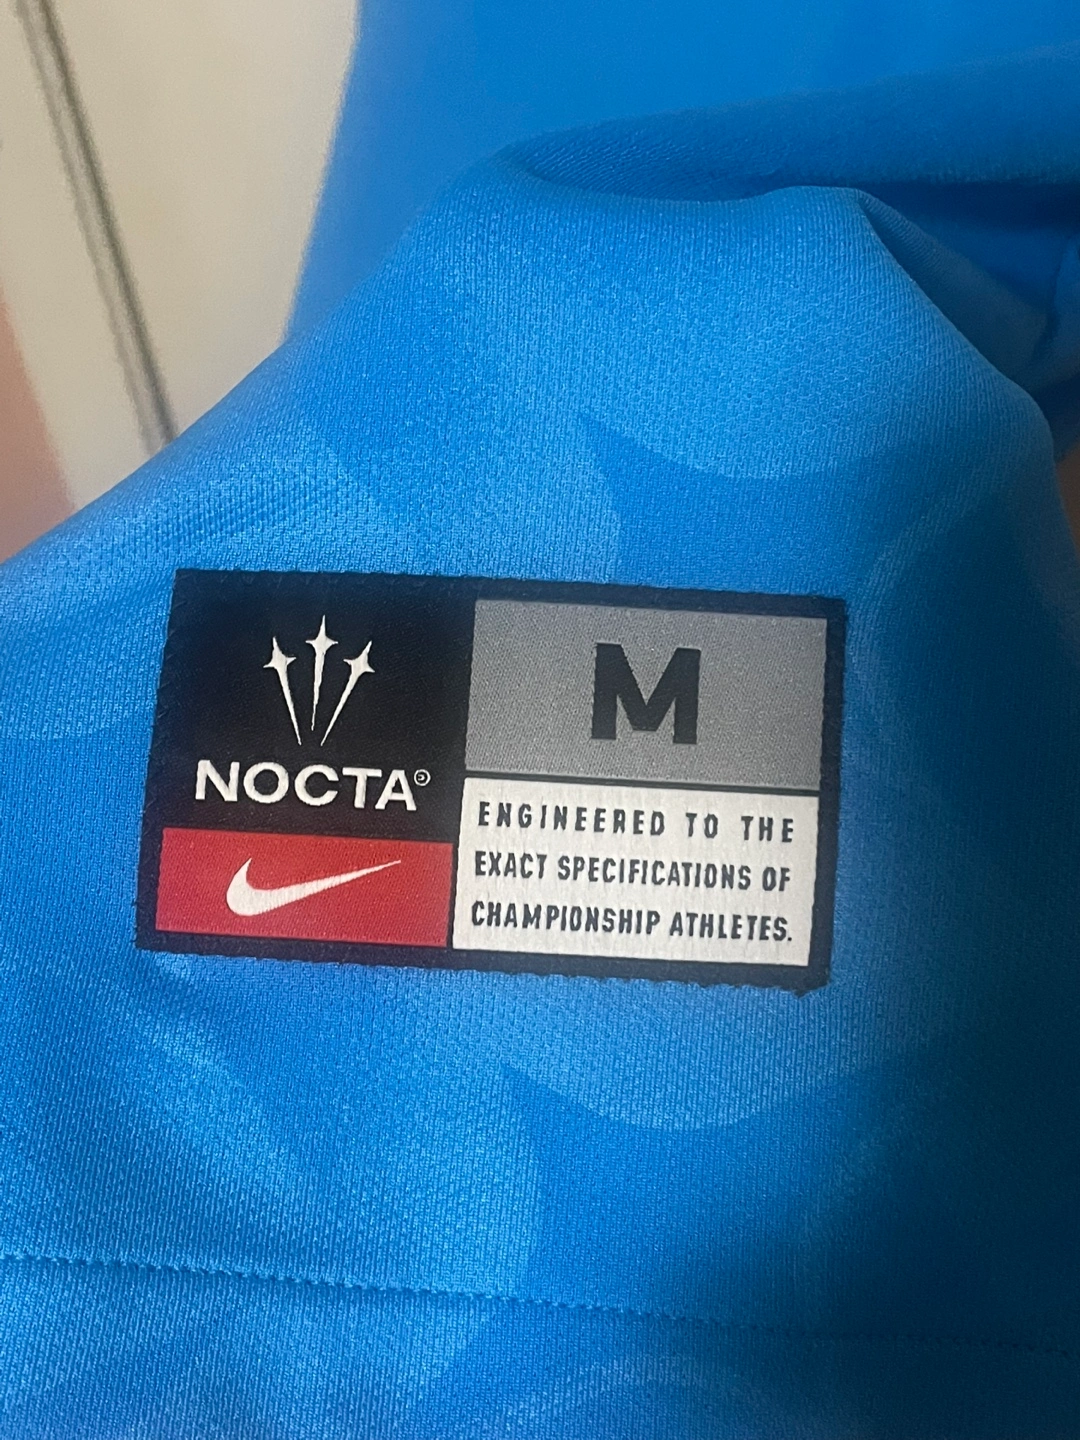 NOCTA®
M
ENGINEERED TO THE
EXACT SPECIFICATIONS OF
CHAMPIONSHIP ATHLETES.